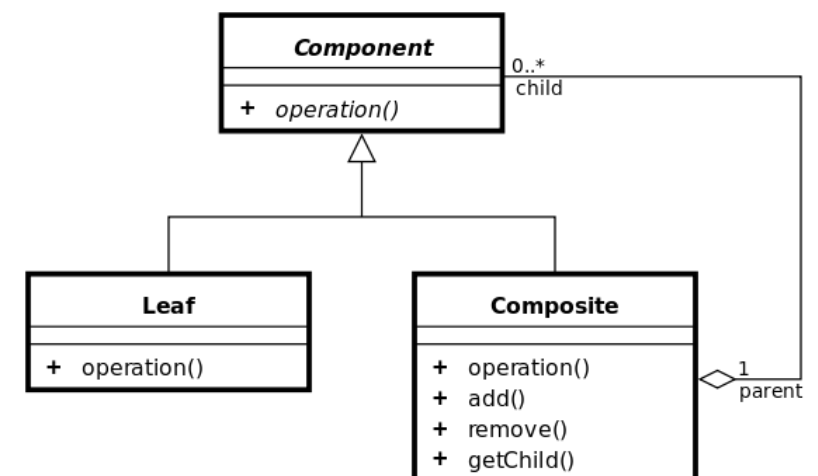 Component
0..*
child
+ operation()
Leaf
Composite
+ operation()
+ operation()
1
+ add()
parent
+ remove()
+ getChild()